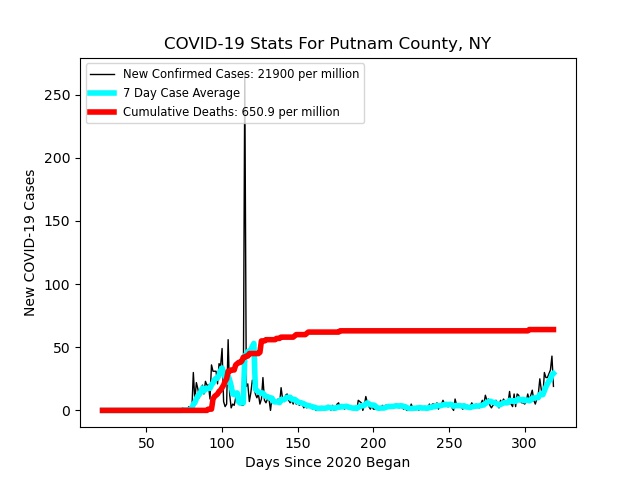 COVID-19 Stats For Putnam County, NY
New Confirmed Cases: 21900 per million
7 Day Case Average
Cumulative Deaths: 650.9 per million
New COVID-19 Cases
250
200
150
100
50
0
50 100 150 200 250 300
Days Since 2020 Began